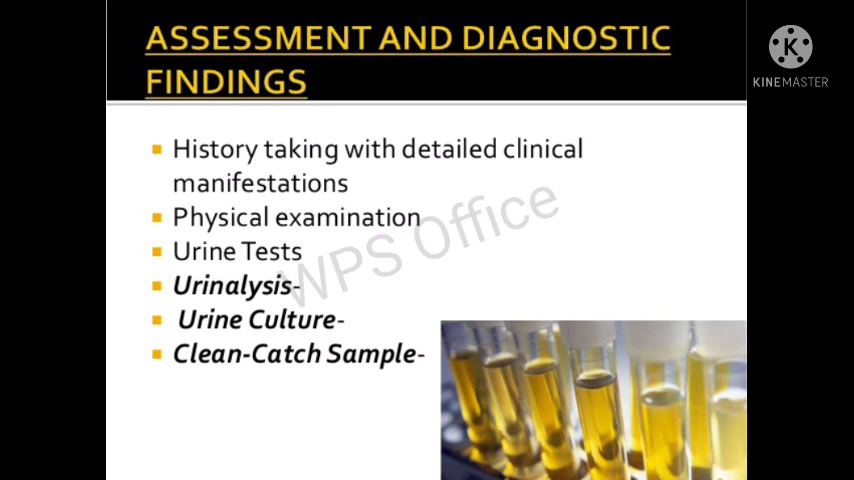 ASSESSMENT AND DIAGNOSTIC
FINDINGS
K
KINEMASTER
History taking with detailed clinical
manifestations
Physical examination
Urine Tests
Urinalysis-
Urine Culture-
Clean-Catch Sample-
WPS Office